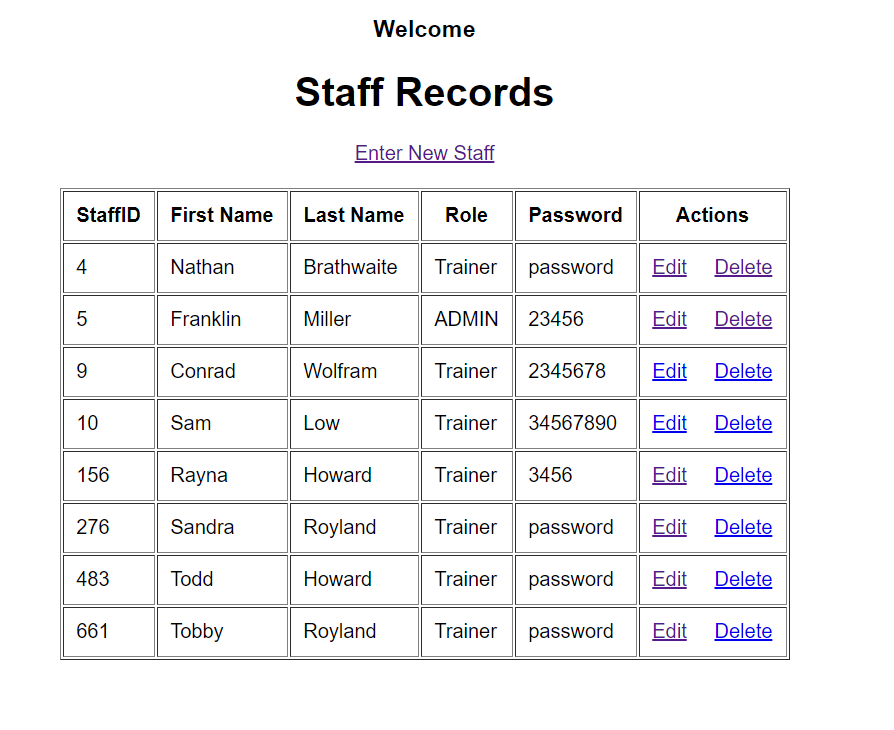 Welcome
Staff Records
Enter New Staff
StaffID First Name Last Name Role Password Actions
4 Nathan Brathwaite Trainer password Edit Delete
5 Franklin Miller ADMIN 23456 Edit Delete
9 Conrad Wolfram Trainer 2345678 Edit Delete
10 Sam Low Trainer 34567890 Edit Delete
156 Rayna Howard Trainer 3456 Edit Delete
276 Sandra Royland Trainer password Edit Delete
483 Todd Howard Trainer password Edit Delete
661 Tobby Royland Trainer password Edit Delete